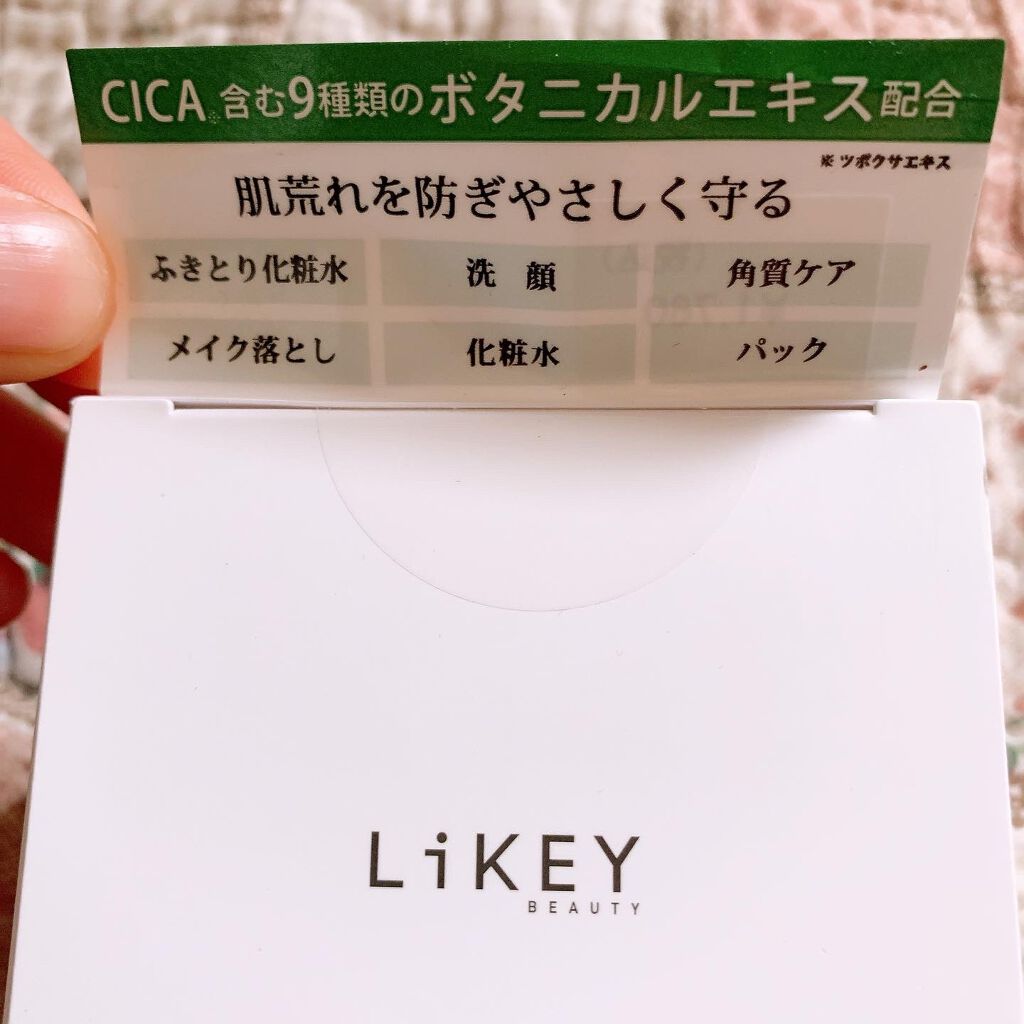 CICA※含む9種類のボタニカルエキス配合
※ツボクサエキス
肌荒れを防ぎやさしく守る
ふきとり化粧水 洗顔 角質ケア
メイク落とし 化粧水 パック
LiKEY
BEAUTY